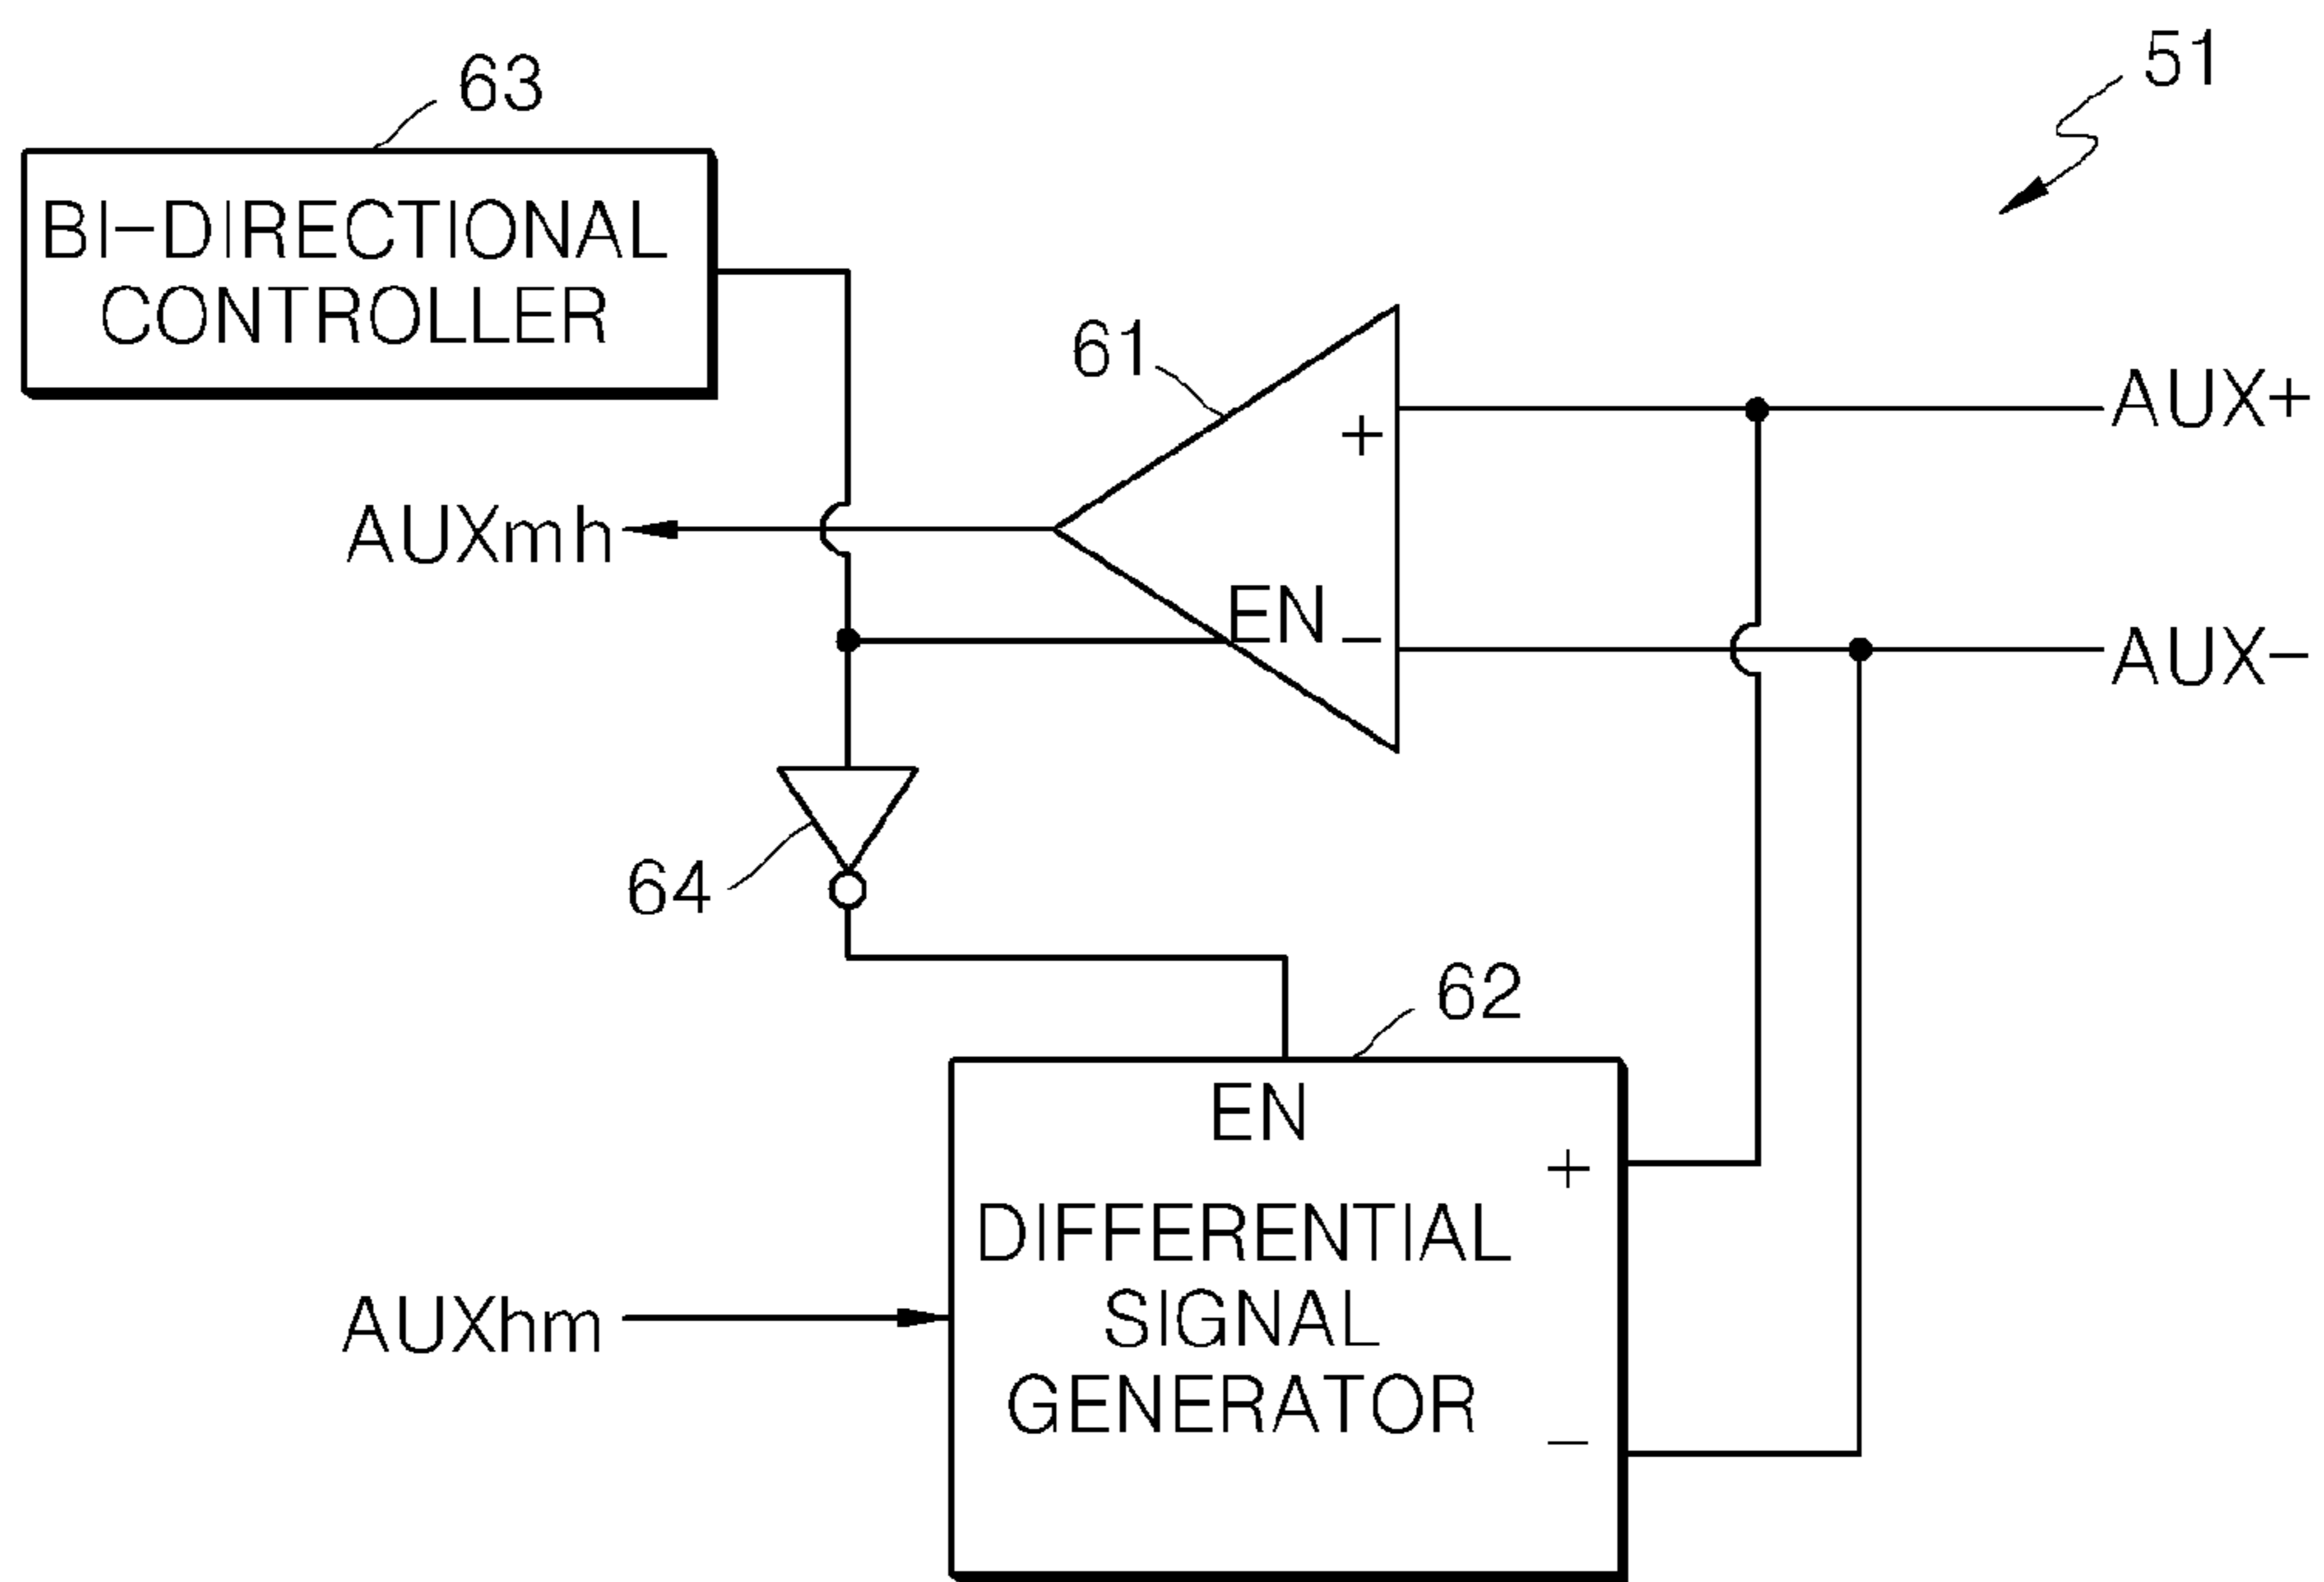 51
63
BI-DIRECTIONAL
CONTROLLER
61
+
AUX+
AUXmh
EN -
AUX-
64
62
EN
+
DIFFERENTIAL
SIGNAL
AUXhm
GENERATOR
-